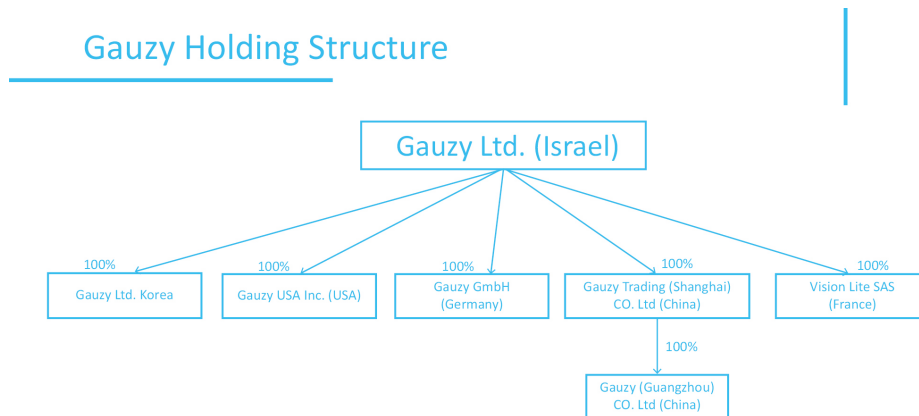 Gauzy Holding Structure
Gauzy Ltd. (Israel)
100%
100%
100%
100%
100%
Gauzy Ltd. Korea
Gauzy USA Inc. (USA)
Gauzy GmbH
(Germany)
Gauzy Trading (Shanghai)
CO. Ltd (China)
Vision Lite SAS
(France)
100%
Gauzy (Guangzhou)
CO. Ltd (China)